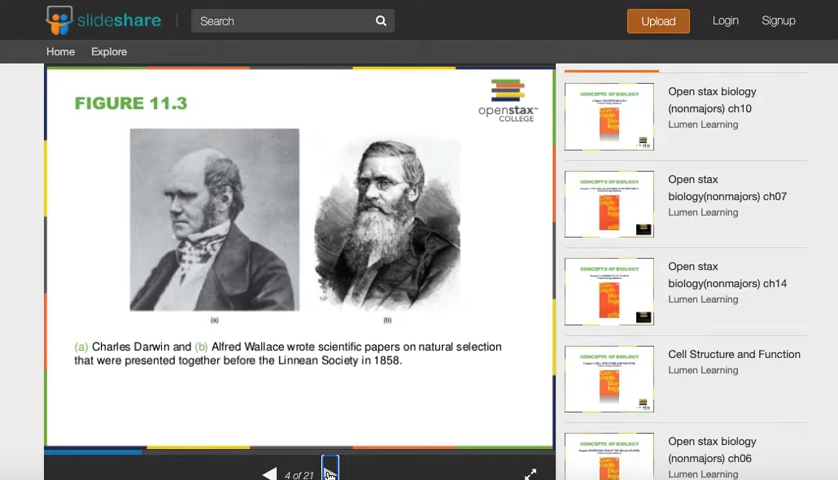 slideshare
Search
Upload
Login
Signup
Home
Explore
FIGURE 11.3
openstax™
COLLEGE
(a)
(b)
(a) Charles Darwin and (b) Alfred Wallace wrote scientific papers on natural selection
that were presented together before the Linnean Society in 1858.
4 of 21
CONCEPTS OF BIOLOGY
Open stax biology
(nonmajors) ch10
Lumen Learning
CONCEPTS OF BIOLOGY
Open stax
biology(nonmajors) ch07
Lumen Learning
CONCEPTS OF BIOLOGY
Open stax
biology(nonmajors) ch14
Lumen Learning
CONCEPTS OF BIOLOGY
Cell Structure and Function
Lumen Learning
CONCEPTS OF BIOLOGY
Open stax biology
(nonmajors) ch06
Lumen Learning